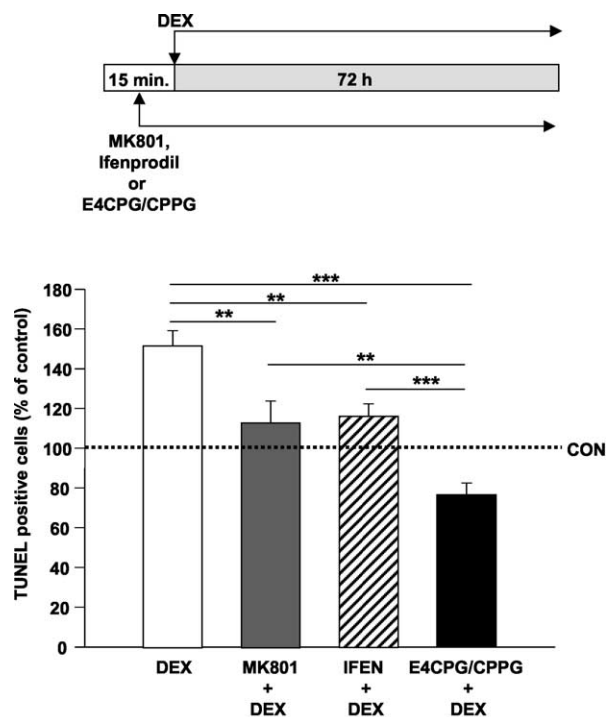 DEX
15 min. 72 h
MK801,
Ifenprodil
or
E4CPG/CPPG
***
**
**
**
***
TUNEL positive cells (% of control)
180
160
140
120
100
80
60
40
20
0
CON
DEX MK801 IFEN E4CPG/CPPG
+ + +
DEX DEX DEX